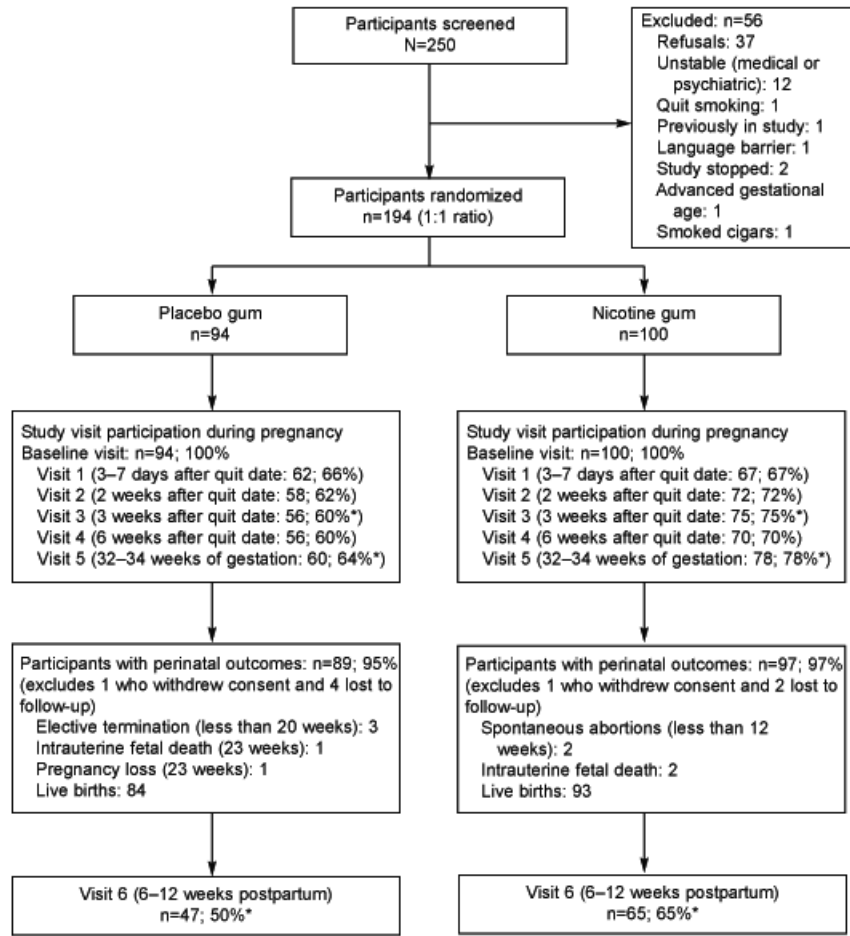 Participants screened
N=250
Excluded: n=56
Refusals: 37
Unstable (medical or
psychiatric): 12
Quit smoking: 1
Previously in study: 1
Language barrier: 1
Study stopped: 2
Advanced gestational
age: 1
Smoked cigars: 1
Participants randomized
n=194 (1:1 ratio)
Placebo gum
n=94
Nicotine gum
n=100
Study visit participation during pregnancy
Baseline visit: n=94; 100%
Visit 1 (3–7 days after quit date: 62; 66%)
Visit 2 (2 weeks after quit date: 58; 62%)
Visit 3 (3 weeks after quit date: 56; 60%*)
Visit 4 (6 weeks after quit date: 56; 60%)
Visit 5 (32–34 weeks of gestation: 60; 64%*)
Study visit participation during pregnancy
Baseline visit: n=100; 100%
Visit 1 (3–7 days after quit date: 67; 67%)
Visit 2 (2 weeks after quit date: 72; 72%)
Visit 3 (3 weeks after quit date: 75; 75%*)
Visit 4 (6 weeks after quit date: 70; 70%)
Visit 5 (32–34 weeks of gestation: 78; 78%*)
Participants with perinatal outcomes: n=89; 95%
(excludes 1 who withdrew consent and 4 lost to
follow-up)
Elective termination (less than 20 weeks): 3
Intrauterine fetal death (23 weeks): 1
Pregnancy loss (23 weeks): 1
Live births: 84
Participants with perinatal outcomes: n=97; 97%
(excludes 1 who withdrew consent and 2 lost to
follow-up)
Spontaneous abortions (less than 12
weeks): 2
Intrauterine fetal death: 2
Live births: 93
Visit 6 (6–12 weeks postpartum)
n=47; 50%*
Visit 6 (6–12 weeks postpartum)
n=65; 65%*